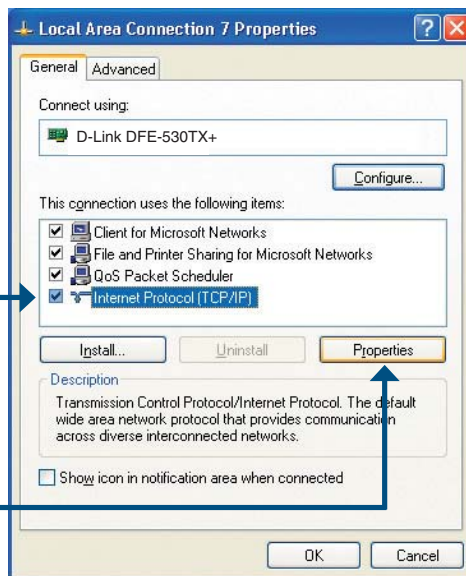 Local Area Connection 7 Properties
General Advanced
Connect using:
D-Link DFE-530TX+
Configure...
This connection uses the following items:
Client for Microsoft Networks
File and Printer Sharing for Microsoft Networks
QoS Packet Scheduler
Internet Protocol (TCP/IP)
Install... Uninstall Properties
Description
Transmission Control Protocol/Internet Protocol. The default
wide area network protocol that provides communication
across diverse interconnected networks.
Show icon in notification area when connected
OK Cancel